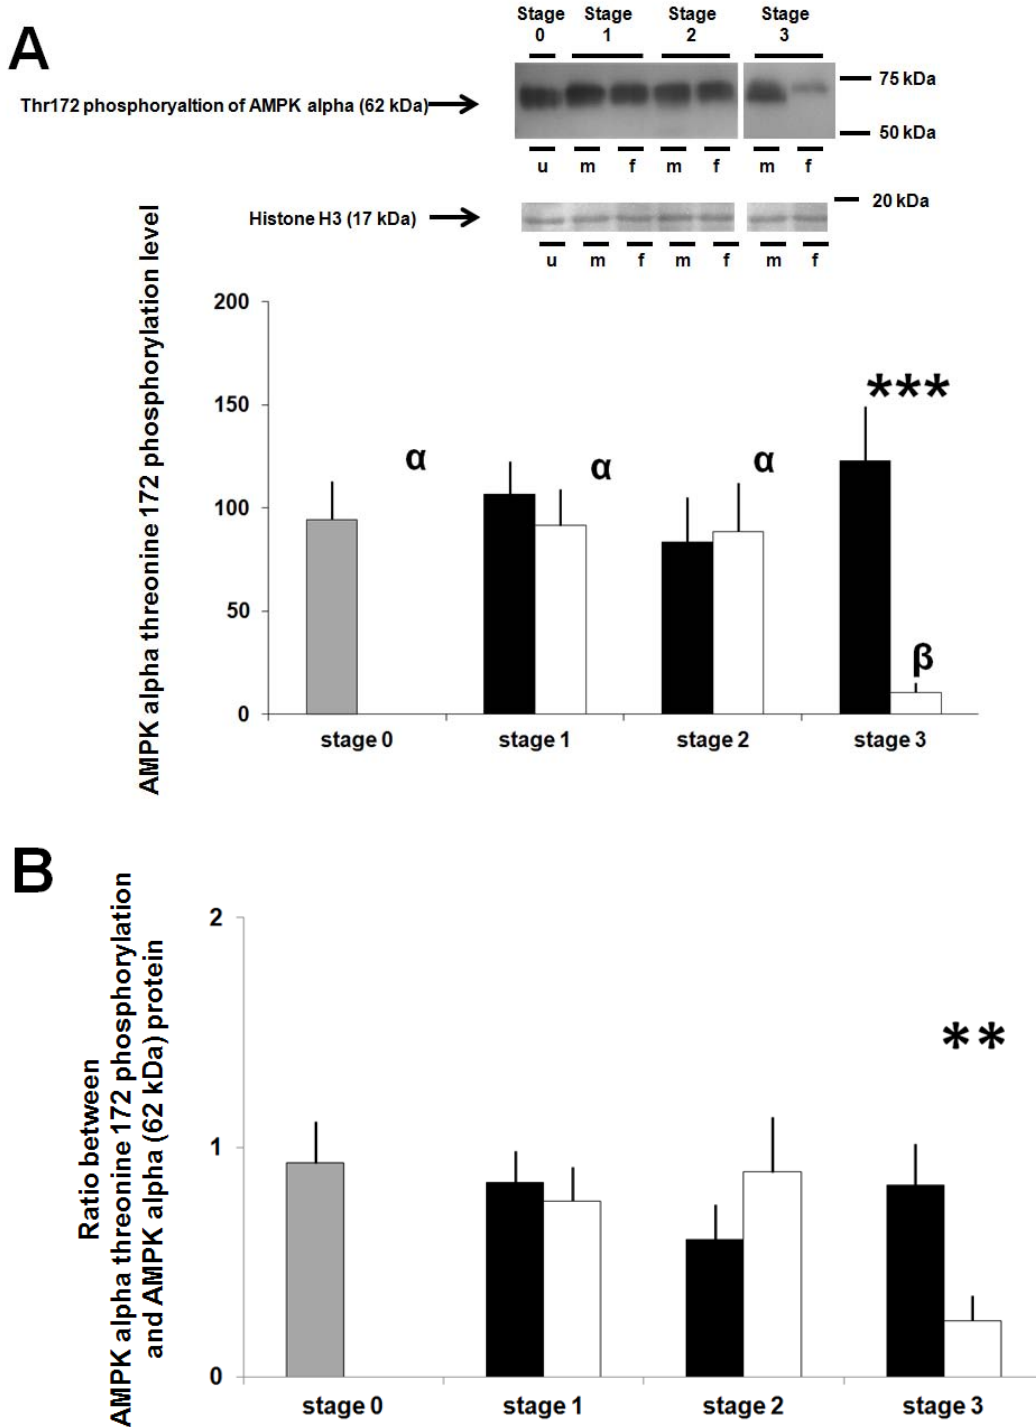 A
Stage 0
Stage 1
Stage 2
Stage 3
Thr172 phosphoryaltion of AMPK alpha (62 kDa)
75 kDa
50 kDa
u m f m f m f
Histone H3 (17 kDa)
20 kDa
u m f m f m f
AMPK alpha threonine 172 phosphorylation level
200
150
100
50
0
α
α
α
***
β
stage 0
stage 1
stage 2
stage 3
B
Ratio between
AMPK alpha threonine 172 phosphorylation
and AMPK alpha (62 kDa) protein
2
1
0
**
stage 0
stage 1
stage 2
stage 3